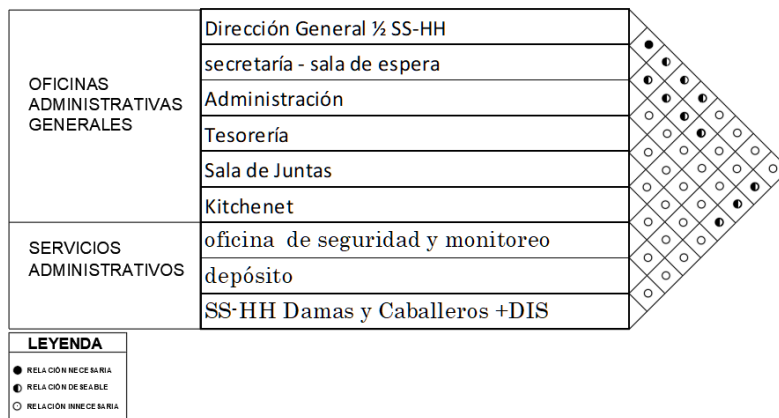 OFICINAS
ADMINISTRATIVAS
GENERALES
Dirección General ½ SS-HH
secretaría - sala de espera
Administración
Tesorería
Sala de Juntas
Kitchenet
SERVICIOS
ADMINISTRATIVOS
oficina de seguridad y monitoreo
depósito
SS-HH Damas y Caballeros +DIS
LEYENDA
RELACIÓN NECESARIA
RELACIÓN DESEABLE
RELACIÓN INNECESARIA